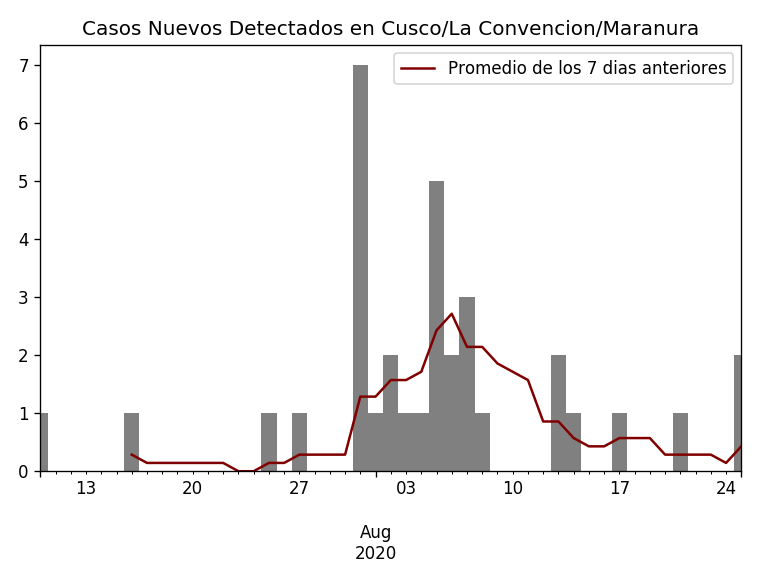 Casos Nuevos Detectados en Cusco/La Convencion/Maranura
Promedio de los 7 dias anteriores
7
6
5
4
3
2
1
0
13 20 27 03 10 17 24
Aug
2020